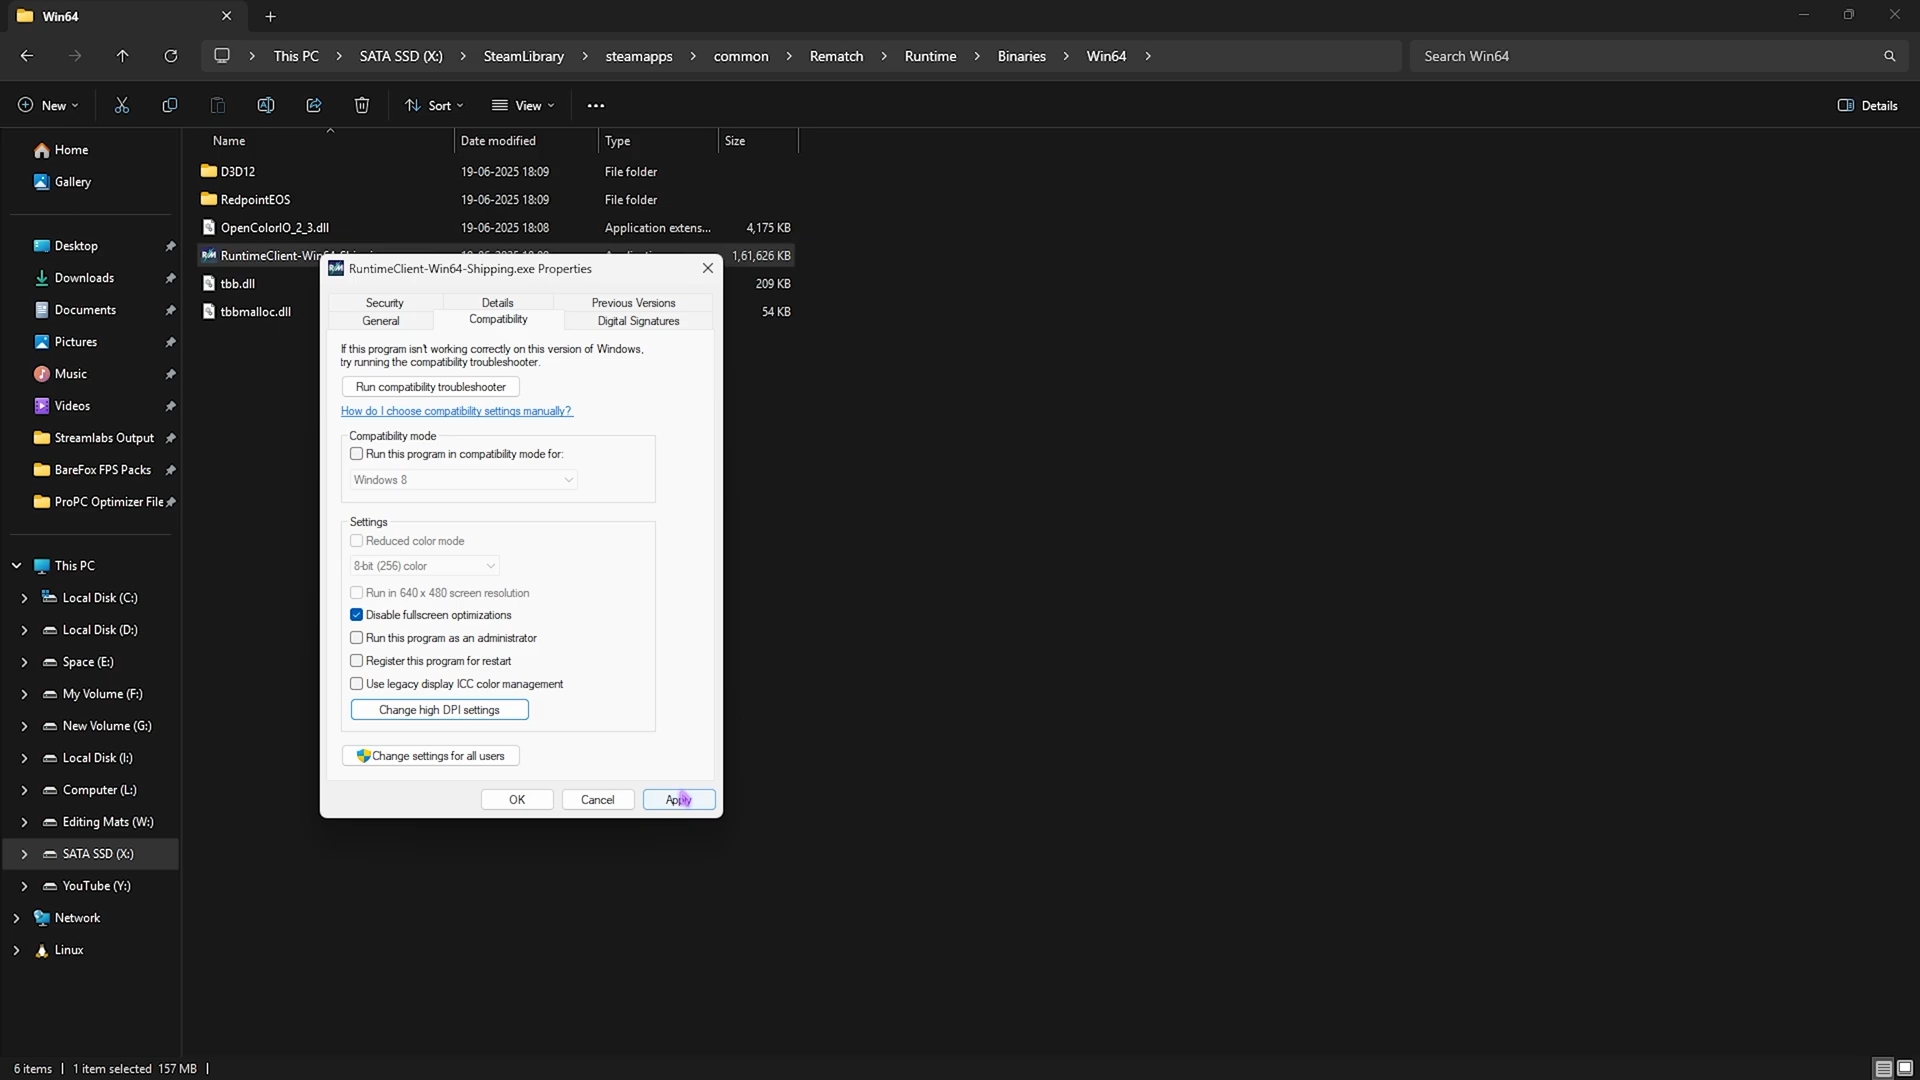 Win64
This PC
SATA SSD (X:)
SteamLibrary
steamapps
common
Rematch
Runtime
Binaries
Win64
Search Win64
New
Sort
View
Details
Name
Date modified
Type
Size
D3D12
19-06-2025 18:09
File folder
RedpointEOS
19-06-2025 18:09
File folder
OpenColorIO_2_3.dll
19-06-2025 18:08
Application extens...
4,175 KB
1,61,626 KB
tbb.dll
209 KB
tbbmalloc.dll
54 KB
Home
Gallery
Desktop
Downloads
Documents
Pictures
Music
Videos
Streamlabs Output
BareFox FPS Packs
ProPC Optimizer File
This PC
Local Disk (C:)
Local Disk (D:)
Space (E:)
My Volume (F:)
New Volume (G:)
Local Disk (I:)
Computer (L:)
Editing Mats (W:)
SATA SSD (X:)
YouTube (Y:)
Network
Linux
RuntimeClient-Win64-Shipping.exe Properties
Security
Details
Previous Versions
General
Compatibility
Digital Signatures
If this program isn't working correctly on this version of Windows,
try running the compatibility troubleshooter.
Run compatibility troubleshooter
How do I choose compatibility settings manually?
Compatibility mode
Run this program in compatibility mode for:
Windows 8
Settings
Reduced color mode
8-bit (256) color
Run in 640 x 480 screen resolution
Disable fullscreen optimizations
Run this program as an administrator
Register this program for restart
Use legacy display ICC color management
Change high DPI settings
Change settings for all users
OK
Cancel
Apply
6 items
1 item selected 157 MB